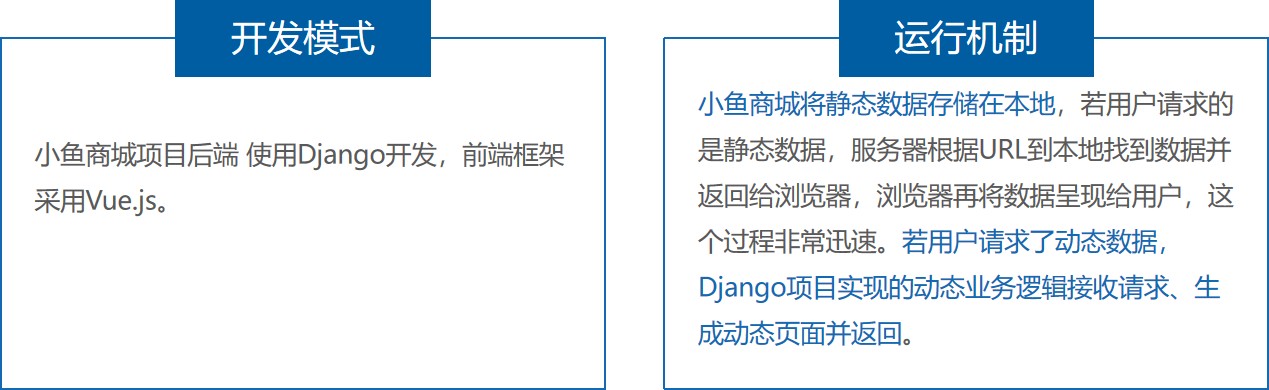 开发模式
小鱼商城项目后端 使用Django开发，前端框架
采用Vue.js。
运行机制
小鱼商城将静态数据存储在本地，若用户请求的
是静态数据，服务器根据URL到本地找到数据并
返回给浏览器，浏览器再将数据呈现给用户，这
个过程非常迅速。若用户请求了动态数据，
Django项目实现的动态业务逻辑接收请求、生
成动态页面并返回。